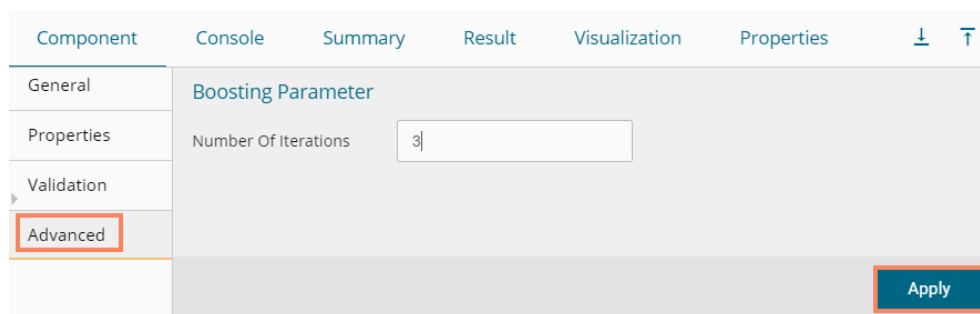 Component Console Summary Result Visualization Properties
General
Boosting Parameter
Properties
Number Of Iterations 3
Validation
Advanced
Apply